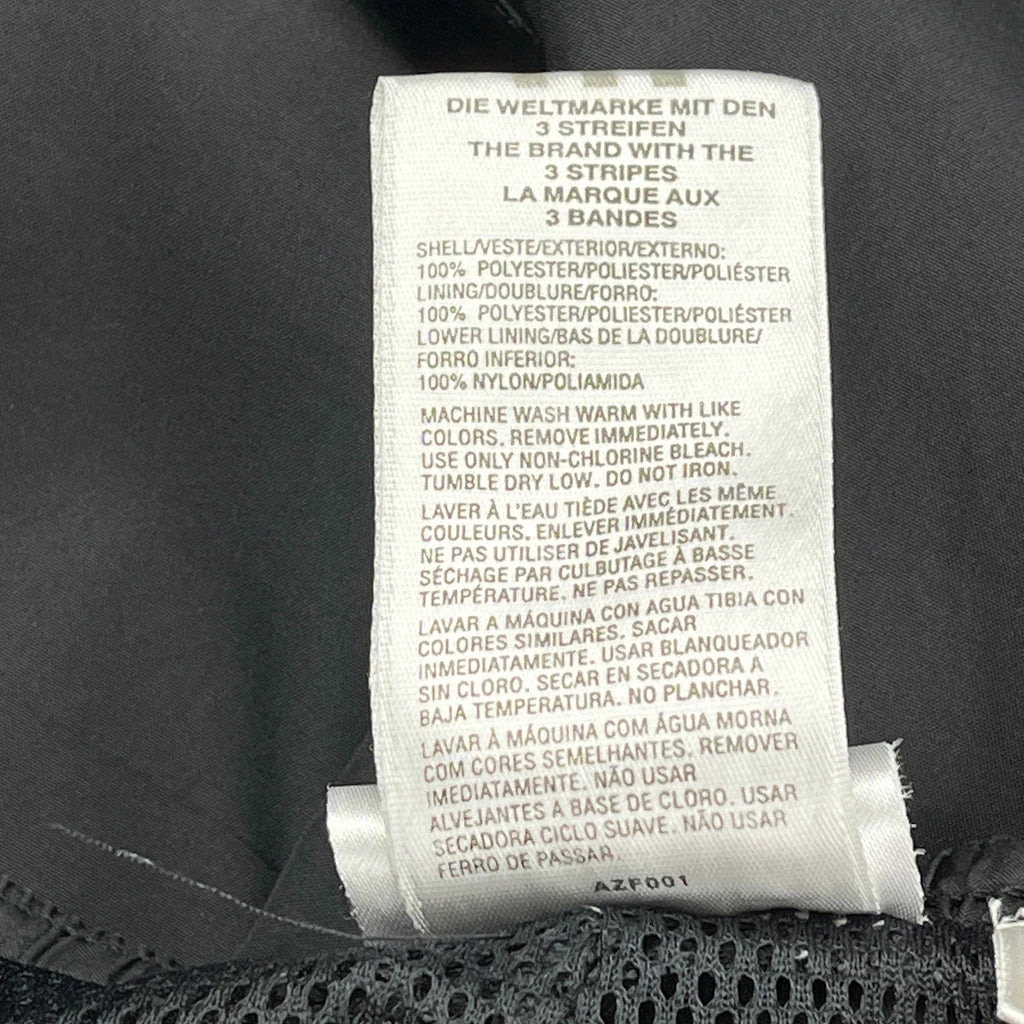 DIE WELTMARKE MIT DEN
3 STREIFEN
THE BRAND WITH THE
3 STRIPES
LA MARQUE AUX
3 BANDES
SHELL/VESTE/EXTERIOR/EXTERNO:
100% POLYESTER/POLIESTER/POLIÉSTER
LINING/DOUBLURE/FORRO:
100% POLYESTER/POLIESTER/POLIÉSTER
LOWER LINING/BAS DE LA DOUBLURE/
FORRO INFERIOR:
100% NYLON/POLIAMIDA
MACHINE WASH WARM WITH LIKE
COLORS. REMOVE IMMEDIATELY.
USE ONLY NON-CHLORINE BLEACH.
TUMBLE DRY LOW. DO NOT IRON.
LAVER À L'EAU TIÈDE AVEC LES MÊME
COULEURS. ENLEVER IMMÉDIATEMENT.
NE PAS UTILISER DE JAVELISANT.
SÉCHAGE PAR CULBUTAGE À BASSE
TEMPÉRATURE. NE PAS REPASSER.
LAVAR A MÁQUINA CON AGUA TIBIA CON
COLORES SIMILARES. SACAR
INMEDIATAMENTE. USAR BLANQUEADOR
SIN CLORO. SECAR EN SECADORA A
BAJA TEMPERATURA. NO PLANCHAR.
LAVAR À MÁQUINA COM ÁGUA MORNA
COM CORES SEMELHANTES. REMOVER
IMEDIATAMENTE. NÃO USAR
ALVEJANTES A BASE DE CLORO. USAR
SECADORA CICLO SUAVE. NÃO USAR
FERRO DE PASSAR.
AZF001